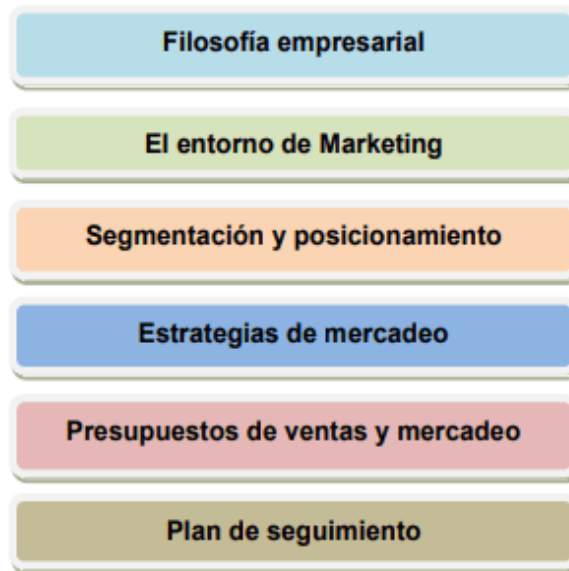 Filosofía empresarial
El entorno de Marketing
Segmentación y posicionamiento
Estrategias de mercadeo
Presupuestos de ventas y mercadeo
Plan de seguimiento